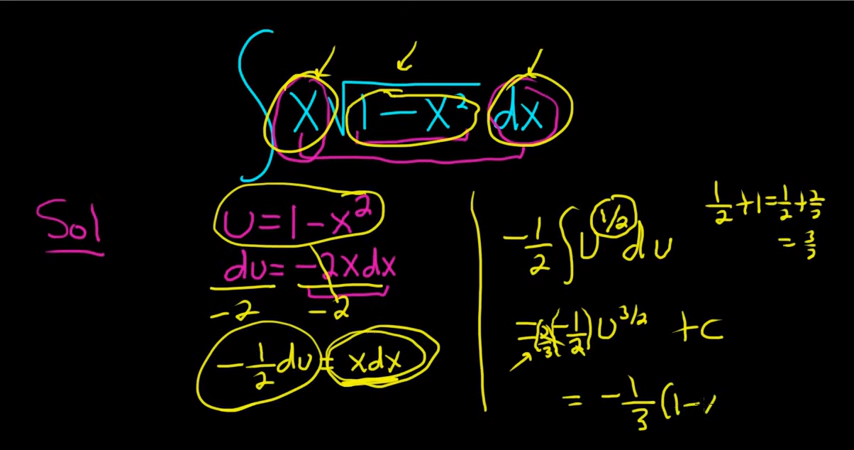 ∫ x √(1 − x²) dx
Sol
u = 1 − x²
du = −2x dx
−2 −2
−1/2 du = x dx
−1/2 ∫ u^(1/2) du
1/2 + 1 = 1/2 + 2/2
= 3/2
= (2/3)(−1/2) u^(3/2) + C
= −1/3 (1 −